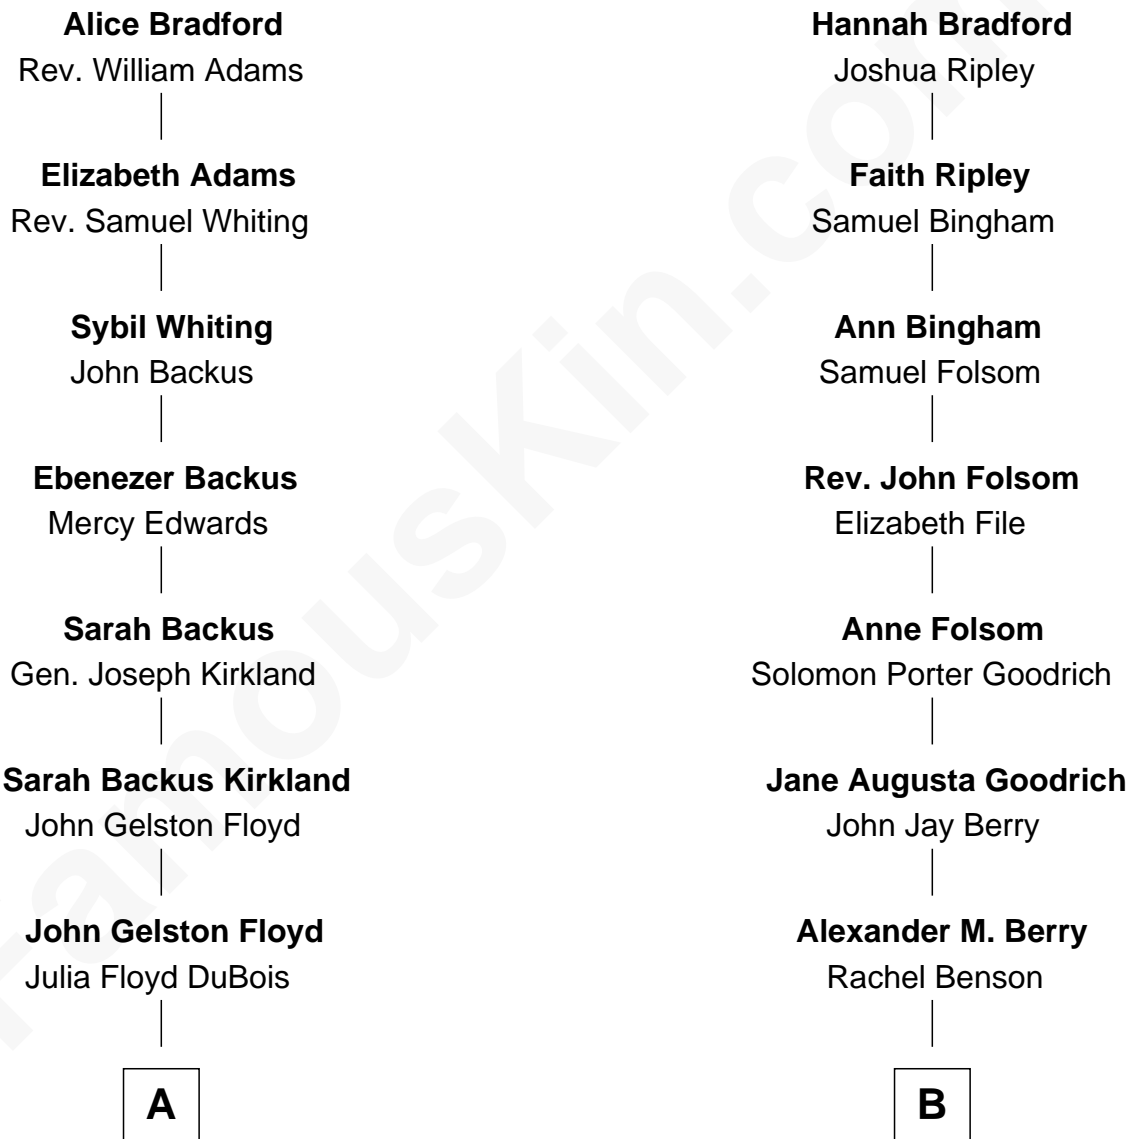 Alice Bradford
Rev. William Adams
Elizabeth Adams
Rev. Samuel Whiting
Sybil Whiting
John Backus
Ebenezer Backus
Mercy Edwards
Sarah Backus
Gen. Joseph Kirkland
Sarah Backus Kirkland
John Gelston Floyd
John Gelston Floyd
Julia Floyd DuBois
A
Hannah Bradford
Joshua Ripley
Faith Ripley
Samuel Bingham
Ann Bingham
Samuel Folsom
Rev. John Folsom
Elizabeth File
Anne Folsom
Solomon Porter Goodrich
Jane Augusta Goodrich
John Jay Berry
Alexander M. Berry
Rachel Benson
B
FamousKin.com